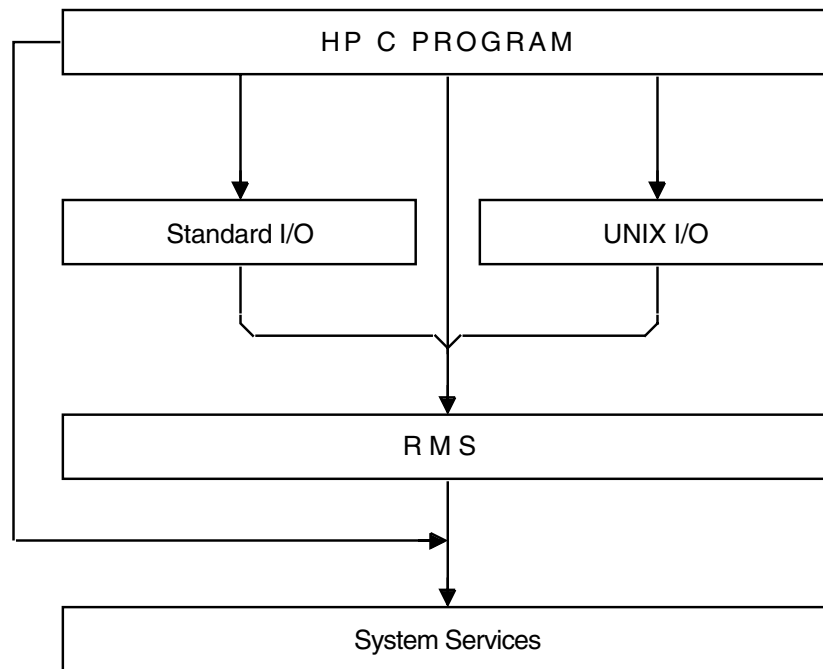 HP C PROGRAM
Standard I/O
UNIX I/O
RMS
System Services